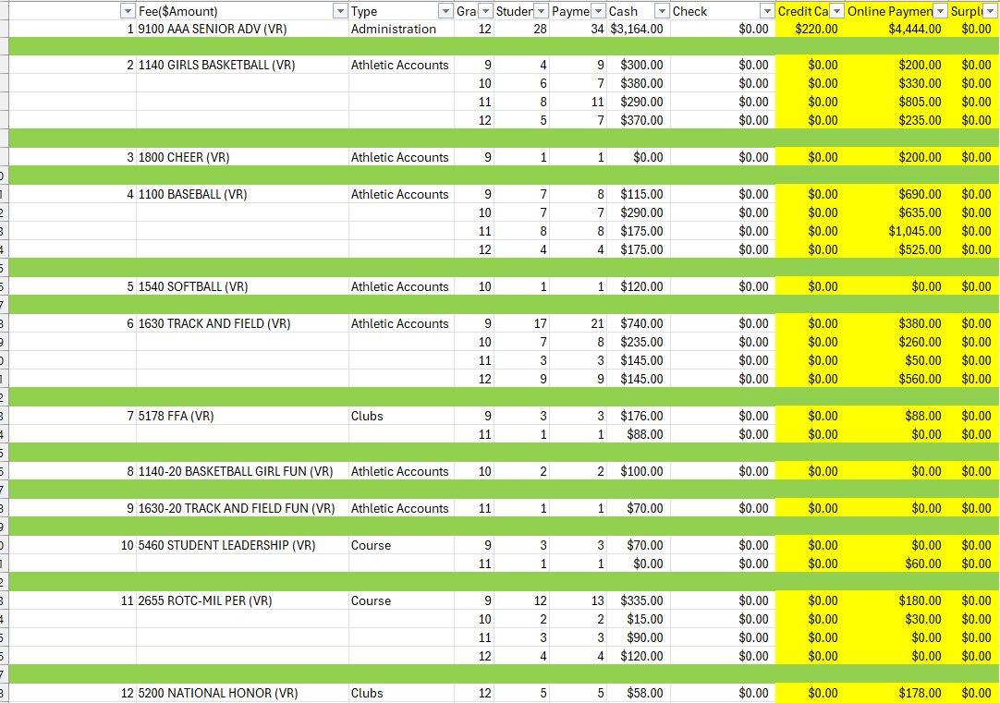 Fee($Amount) Type Gra Studen Payme Cash Check Credit Ca Online Paymen Surpl
1 9100 AAA SENIOR ADV (VR) Administration 12 28 34 $3,164.00 $0.00 $220.00 $4,444.00 $0.00
2 1140 GIRLS BASKETBALL (VR) Athletic Accounts 9 4 9 $300.00 $0.00 $0.00 $200.00 $0.00
10 6 7 $380.00 $0.00 $0.00 $330.00 $0.00
11 8 11 $290.00 $0.00 $0.00 $805.00 $0.00
12 5 7 $370.00 $0.00 $0.00 $235.00 $0.00
3 1800 CHEER (VR) Athletic Accounts 9 1 1 $0.00 $0.00 $0.00 $200.00 $0.00
4 1100 BASEBALL (VR) Athletic Accounts 9 7 8 $115.00 $0.00 $0.00 $690.00 $0.00
10 7 7 $290.00 $0.00 $0.00 $635.00 $0.00
11 8 8 $175.00 $0.00 $0.00 $1,045.00 $0.00
12 4 4 $175.00 $0.00 $0.00 $525.00 $0.00
5 1540 SOFTBALL (VR) Athletic Accounts 10 1 1 $120.00 $0.00 $0.00 $0.00 $0.00
6 1630 TRACK AND FIELD (VR) Athletic Accounts 9 17 21 $740.00 $0.00 $0.00 $380.00 $0.00
10 7 8 $235.00 $0.00 $0.00 $260.00 $0.00
11 3 3 $145.00 $0.00 $0.00 $50.00 $0.00
12 9 9 $145.00 $0.00 $0.00 $560.00 $0.00
7 5178 FFA (VR) Clubs 9 3 3 $176.00 $0.00 $0.00 $88.00 $0.00
11 1 1 $88.00 $0.00 $0.00 $0.00 $0.00
8 1140-20 BASKETBALL GIRL FUN (VR) Athletic Accounts 10 2 2 $100.00 $0.00 $0.00 $0.00 $0.00
9 1630-20 TRACK AND FIELD FUN (VR) Athletic Accounts 11 1 1 $70.00 $0.00 $0.00 $0.00 $0.00
10 5460 STUDENT LEADERSHIP (VR) Course 9 3 3 $70.00 $0.00 $0.00 $0.00 $0.00
11 1 1 $0.00 $0.00 $0.00 $60.00 $0.00
11 2655 ROTC-MIL PER (VR) Course 9 12 13 $335.00 $0.00 $0.00 $180.00 $0.00
10 2 2 $15.00 $0.00 $0.00 $30.00 $0.00
11 3 3 $90.00 $0.00 $0.00 $0.00 $0.00
12 4 4 $120.00 $0.00 $0.00 $0.00 $0.00
12 5200 NATIONAL HONOR (VR) Clubs 12 5 5 $58.00 $0.00 $0.00 $178.00 $0.00